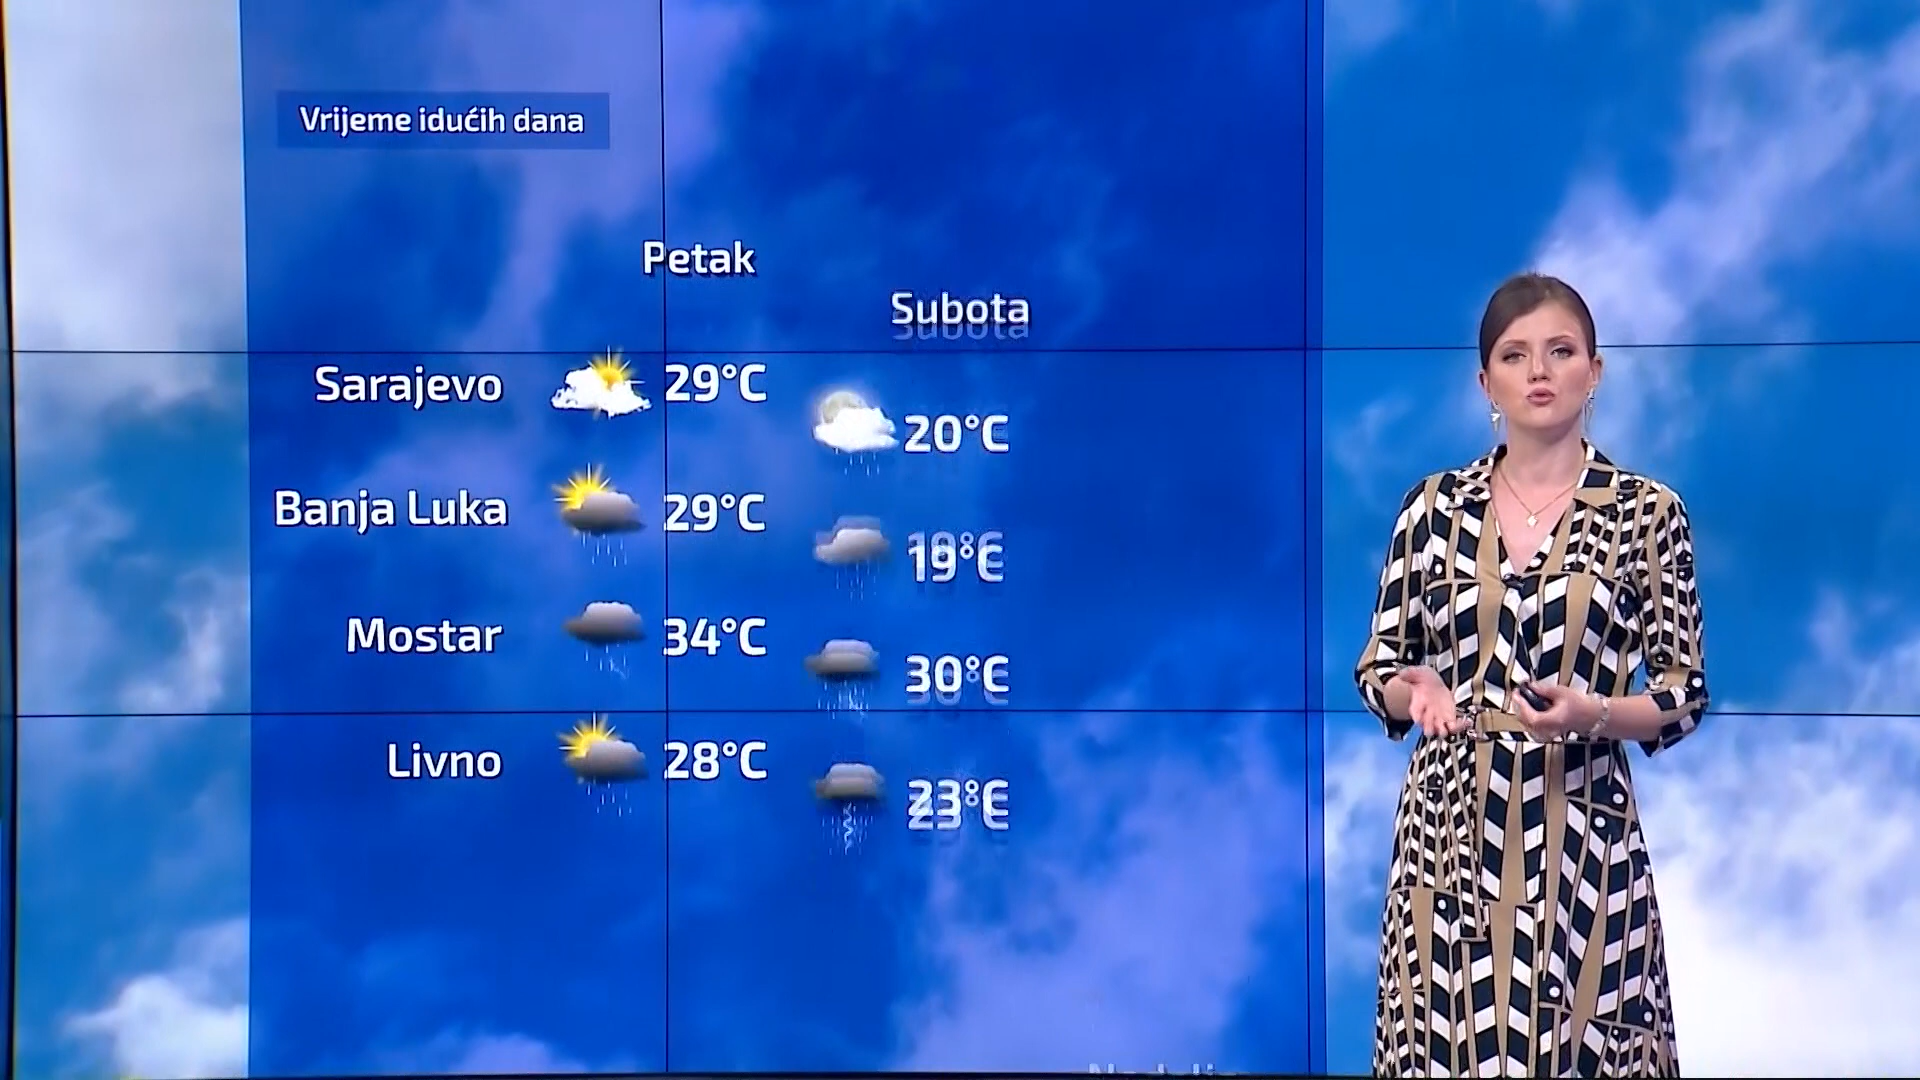 Vrijeme idućih dana
Petak
Subota
Sarajevo 29°C 20°C
Banja Luka 29°C 19°C
Mostar 34°C 30°C
Livno 28°C 23°C